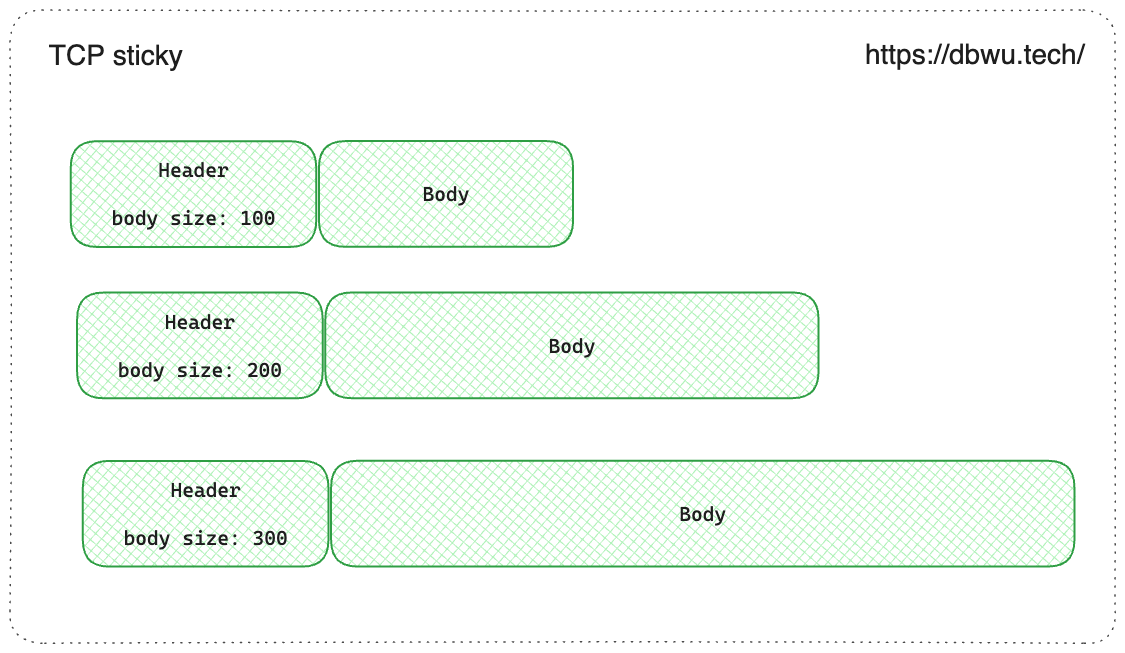 TCP sticky
https://dbwu.tech/
Header
body size: 100
Body
Header
body size: 200
Body
Header
body size: 300
Body